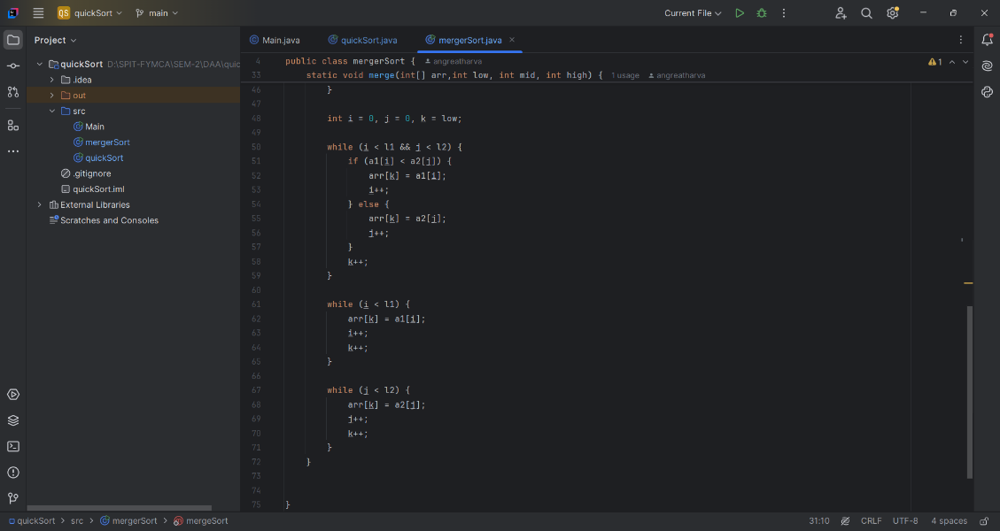 QS quickSort main Current File
Project
Main.java quickSort.java mergerSort.java
quickSort D:\SPIT-FYMCA\SEM-2\DAA\quic
.idea
out
src
Main
mergerSort
quickSort
.gitignore
quickSort.iml
External Libraries
Scratches and Consoles
4 public class mergerSort { angreatharva
1
33 static void merge(int[] arr,int low, int mid, int high) { 1 usage angreatharva
46 }
47
48 int i = 0, j = 0, k = low;
49
50 while (i < l1 && j < l2) {
51 if (a1[i] < a2[j]) {
52 arr[k] = a1[i];
53 i++;
54 } else {
55 arr[k] = a2[j];
56 j++;
57 }
58 k++;
59 }
60
61 while (i < l1) {
62 arr[k] = a1[i];
63 i++;
64 k++;
65 }
66
67 while (j < l2) {
68 arr[k] = a2[j];
69 j++;
70 k++;
71 }
72 }
73
74
75 }
quickSort > src > mergerSort > mergeSort 31:10 CRLF UTF-8 4 spaces